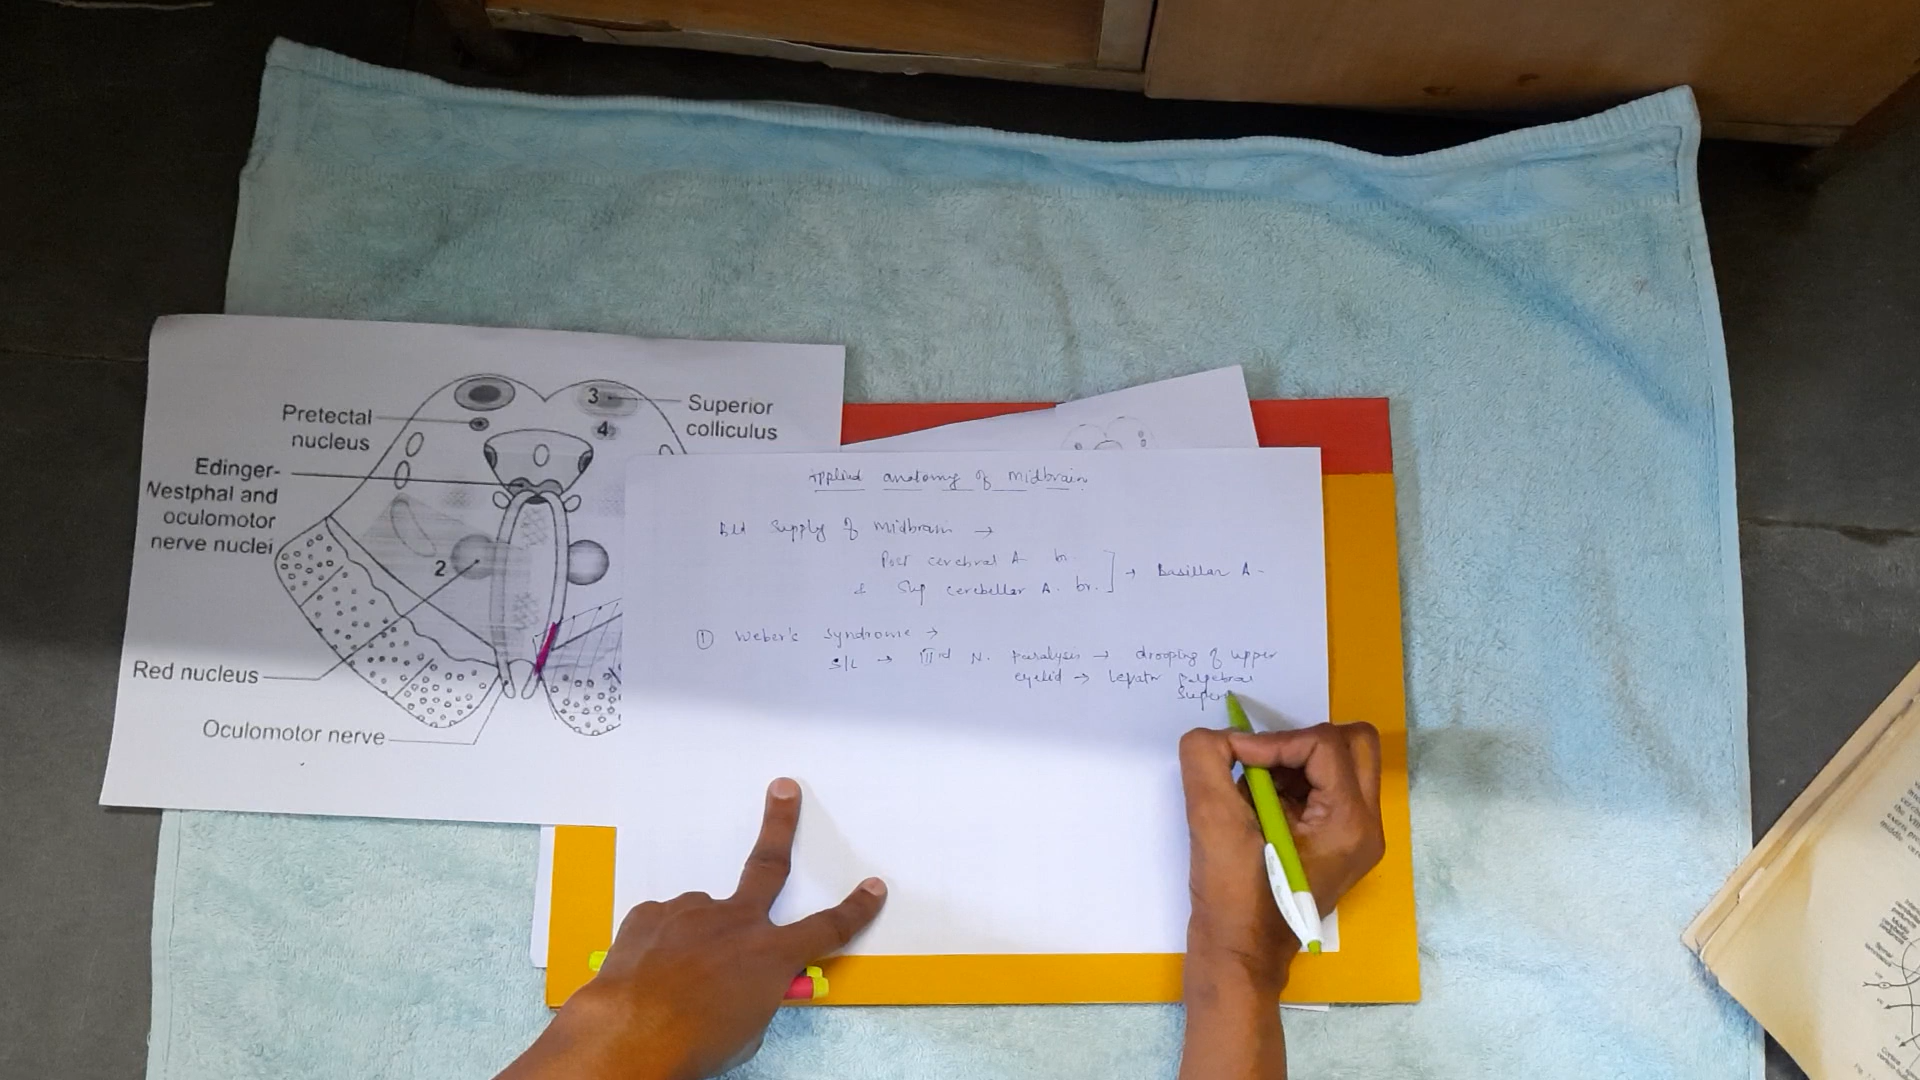 Pretectal
nucleus
Edinger-
Westphal and
oculomotor
nerve nuclei
Red nucleus
Oculomotor nerve
3
4
2
Superior
colliculus
Applied anatomy of Midbrain
Bld Supply of Midbrain →
Post cerebral A br.
& Sup cerebellar A. br.
→ Basillar A-
① Weber's Syndrome →
S/L → IIIrd N. Paralysis → drooping of upper
eyelid → Levator Palpebrae
Super